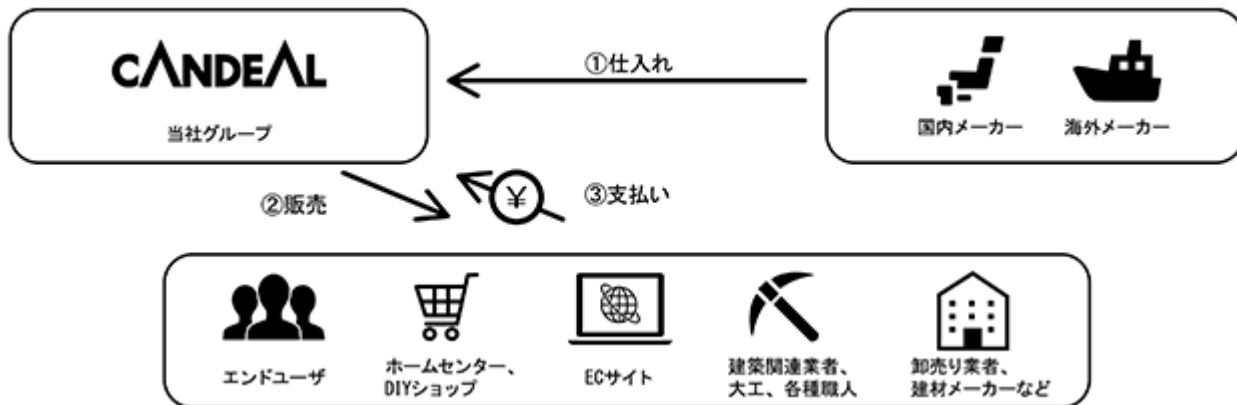 CANDEAL
当社グループ
①仕入れ
国内メーカー
海外メーカー
②販売
¥
③支払い
エンドユーザ
ホームセンター、
DIYショップ
ECサイト
建築関連業者、
大工、各種職人
卸売り業者、
建材メーカーなど